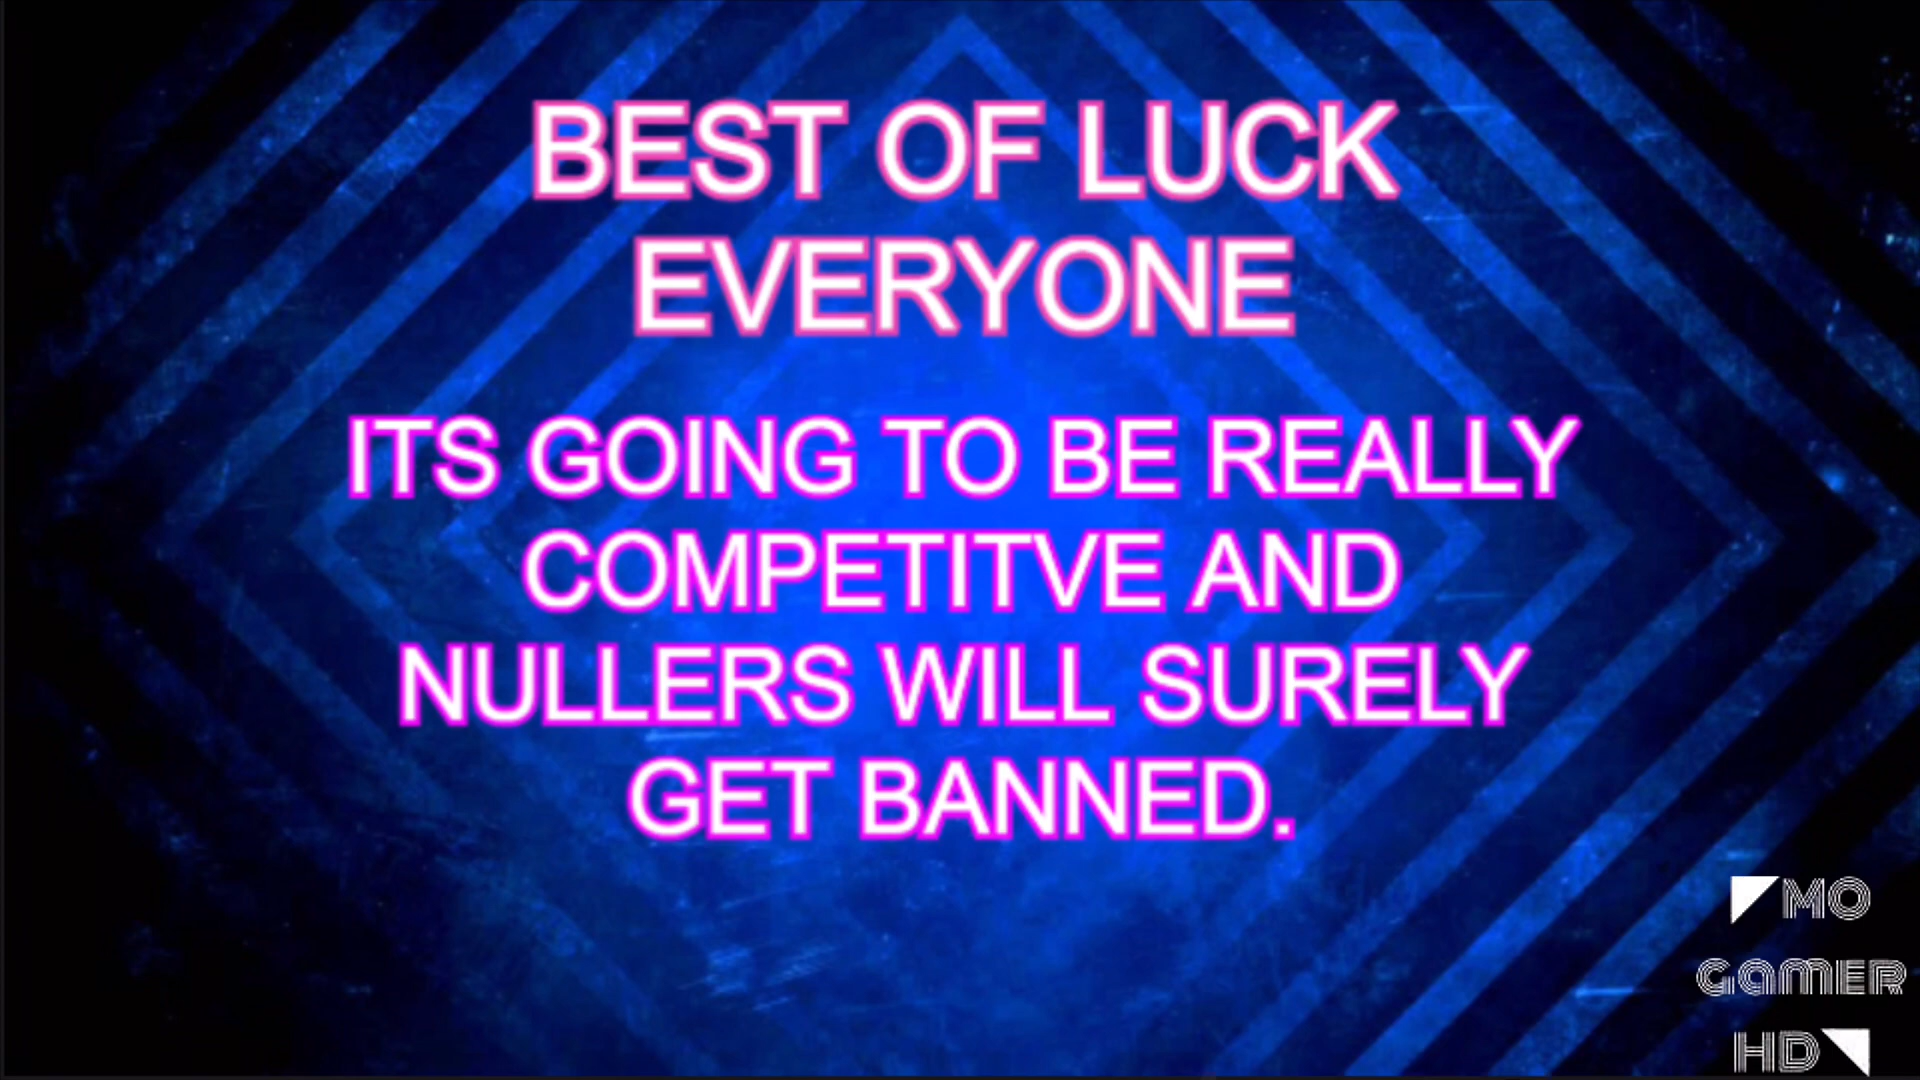 BEST OF LUCK
EVERYONE
ITS GOING TO BE REALLY
COMPETITVE AND
NULLERS WILL SURELY
GET BANNED.
MO
GAMER
HD